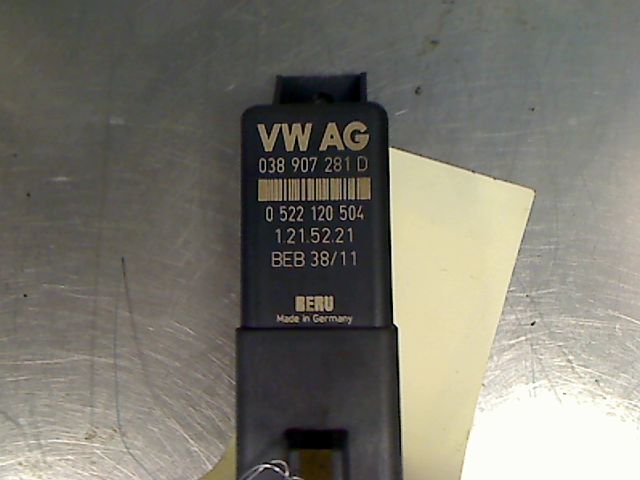 VW AG
038 907 281 D
0 522 120 504
1.21.52.21
BEB 38/11
BERU
Made in Germany